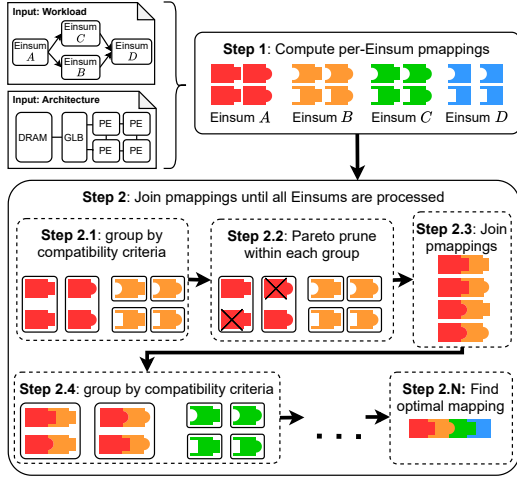 Input: Workload
Einsum
A
Einsum
C
Einsum
B
Einsum
D
Input: Architecture
DRAM
GLB
PE
PE
PE
PE
Step 1: Compute per-Einsum pmappings
Einsum A
Einsum B
Einsum C
Einsum D
Step 2: Join pmappings until all Einsums are processed
Step 2.1: group by
compatibility criteria
Step 2.2: Pareto prune
within each group
Step 2.3: Join
pmappings
Step 2.4: group by compatibility criteria
. . .
Step 2.N: Find
optimal mapping